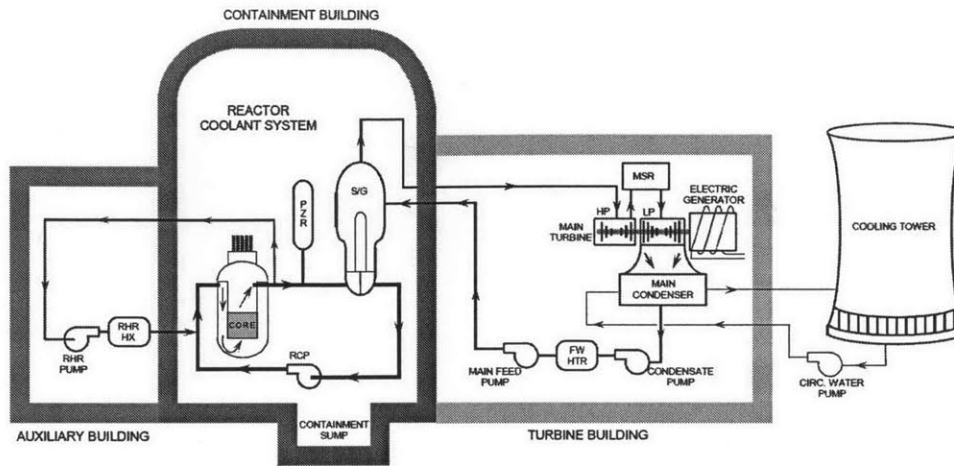 CONTAINMENT BUILDING
REACTOR
COOLANT SYSTEM
PZR
S/G
MSR
HP
LP
ELECTRIC
GENERATOR
MAIN
TURBINE
COOLING TOWER
MAIN
CONDENSER
CORE
RHR
HX
RHR
PUMP
RCP
MAIN FEED
PUMP
FW
HTR
CONDENSATE
PUMP
CIRC. WATER
PUMP
CONTAINMENT
SUMP
AUXILIARY BUILDING
TURBINE BUILDING